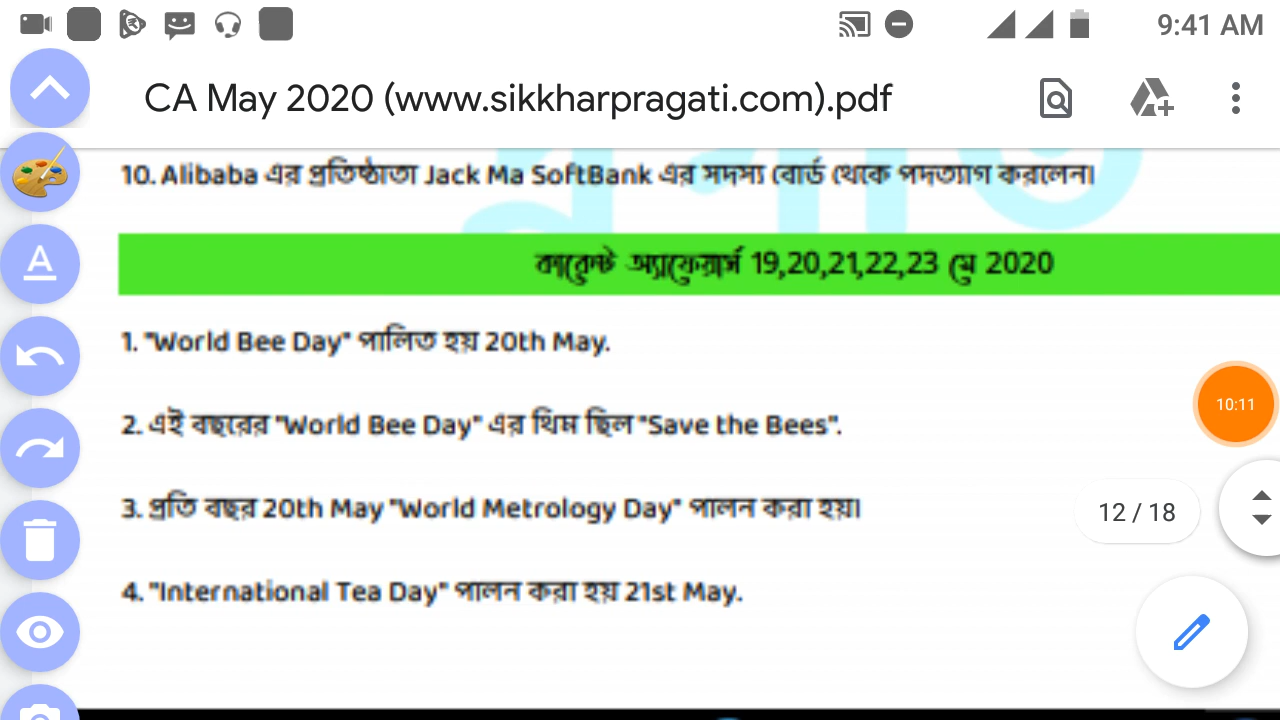 9:41 AM
CA May 2020 (www.sikkharpragati.com).pdf
10. Alibaba এর প্রতিষ্ঠাতা Jack Ma SoftBank এর সদস্য বোর্ড থেকে পদত্যাগ করলেন।
কারেন্ট অ্যাফেয়ার্স 19,20,21,22,23 মে 2020
1. "World Bee Day" পালিত হয় 20th May.
2. এই বছরের "World Bee Day" এর থিম ছিল "Save the Bees".
3. প্রতি বছর 20th May "World Metrology Day" পালন করা হয়।
4. "International Tea Day" পালন করা হয় 21st May.
10:11
12 / 18
A